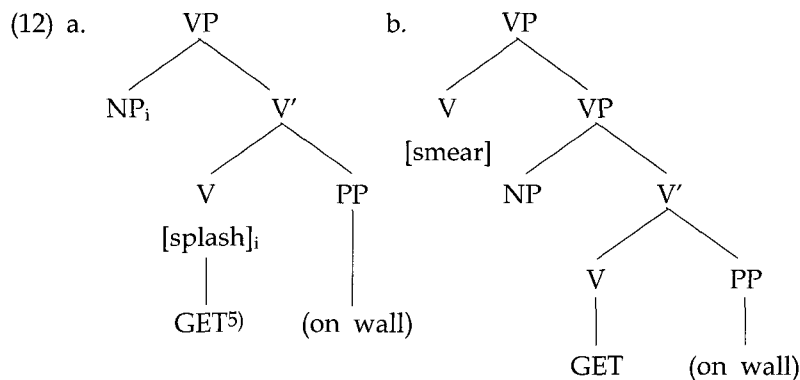 (12) a. VP b. VP
NPi V′ V VP
[smear]
V PP NP V′
[splash]i
V PP
GET5) (on wall)
GET (on wall)